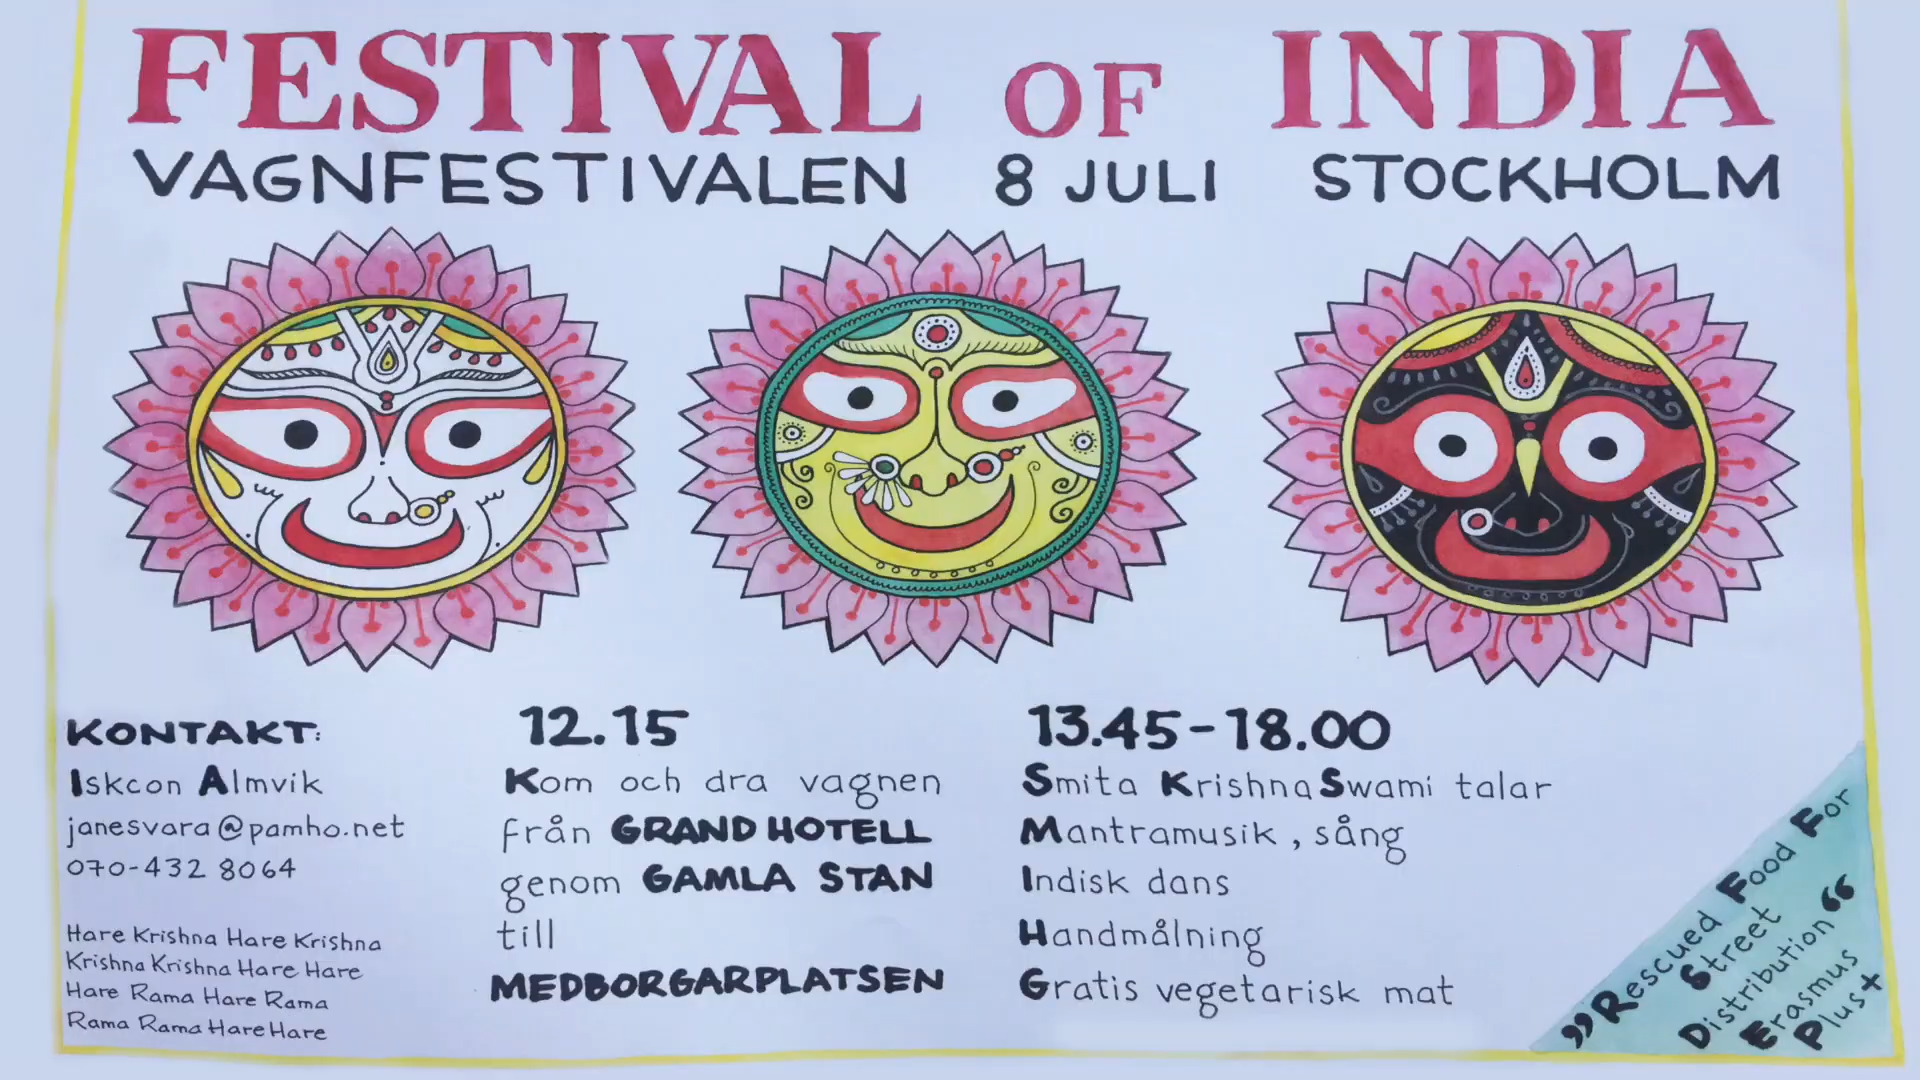 FESTIVAL OF INDIA
VAGNFESTIVALEN 8 JULI STOCKHOLM
KONTAKT:
Iskcon Almvik
janesvara@pamho.net
070-432 8064
Hare Krishna Hare Krishna
Krishna Krishna Hare Hare
Hare Rama Hare Rama
Rama Rama Hare Hare
12.15
Kom och dra vagnen
från GRAND HOTELL
genom GAMLA STAN
till
MEDBORGARPLATSEN
13.45-18.00
Smita Krishna Swami talar
Mantramusik, sång
Indisk dans
Handmålning
Gratis vegetarisk mat
”Rescued Food For
Street
Distribution“
Erasmus
Plus+